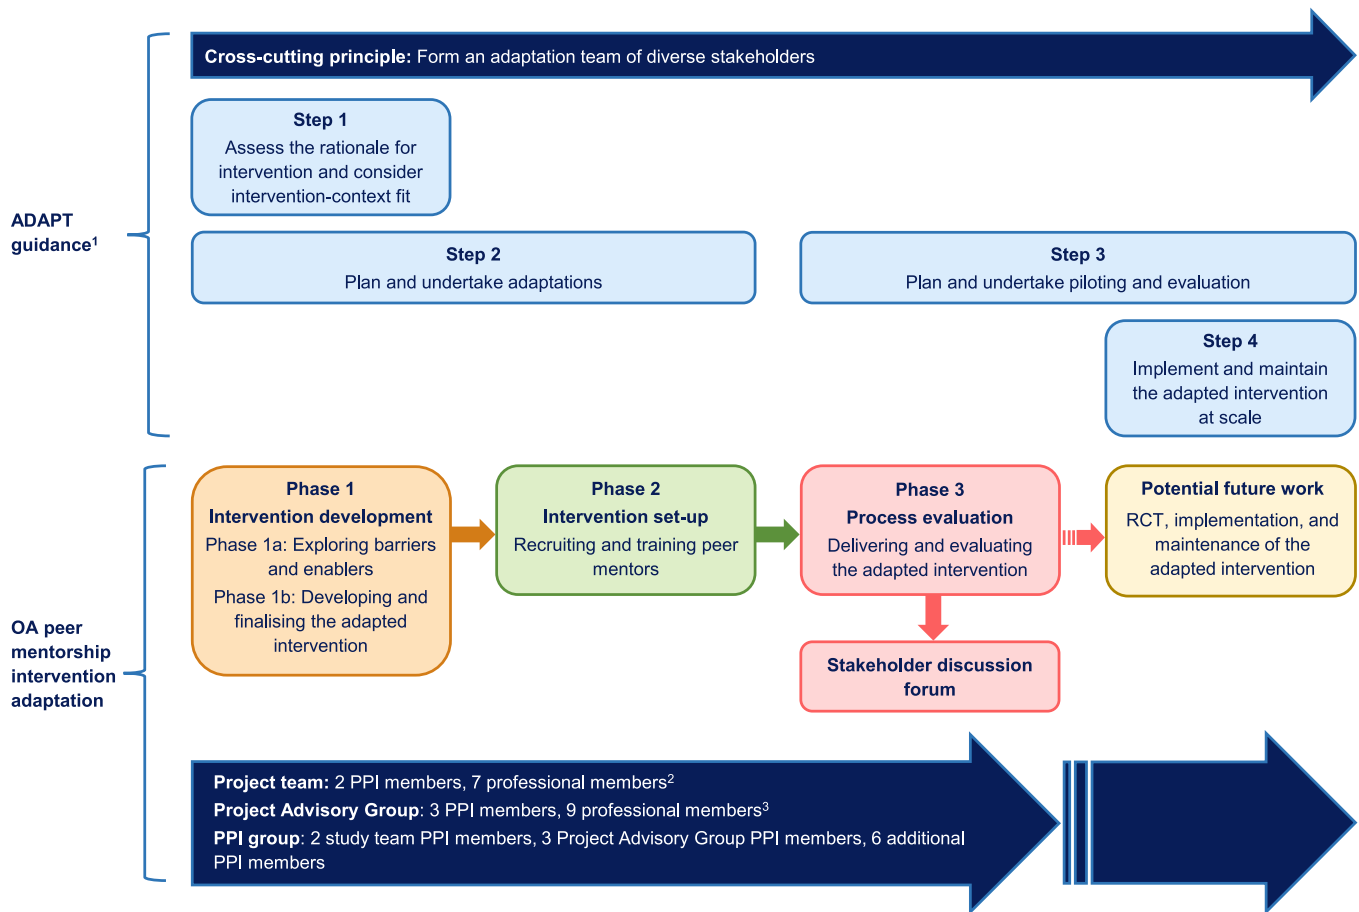 Cross-cutting principle: Form an adaptation team of diverse stakeholders
Step 1
Assess the rationale for
intervention and consider
intervention-context fit
ADAPT
guidance¹
Step 2
Plan and undertake adaptations
Step 3
Plan and undertake piloting and evaluation
Step 4
Implement and maintain
the adapted intervention
at scale
OA peer
mentorship
intervention
adaptation
Phase 1
Intervention development
Phase 1a: Exploring barriers
and enablers
Phase 1b: Developing and
finalising the adapted
intervention
Phase 2
Intervention set-up
Recruiting and training peer
mentors
Phase 3
Process evaluation
Delivering and evaluating
the adapted intervention
Potential future work
RCT, implementation, and
maintenance of the
adapted intervention
Stakeholder discussion
forum
Project team: 2 PPI members, 7 professional members²
Project Advisory Group: 3 PPI members, 9 professional members³
PPI group: 2 study team PPI members, 3 Project Advisory Group PPI members, 6 additional
PPI members